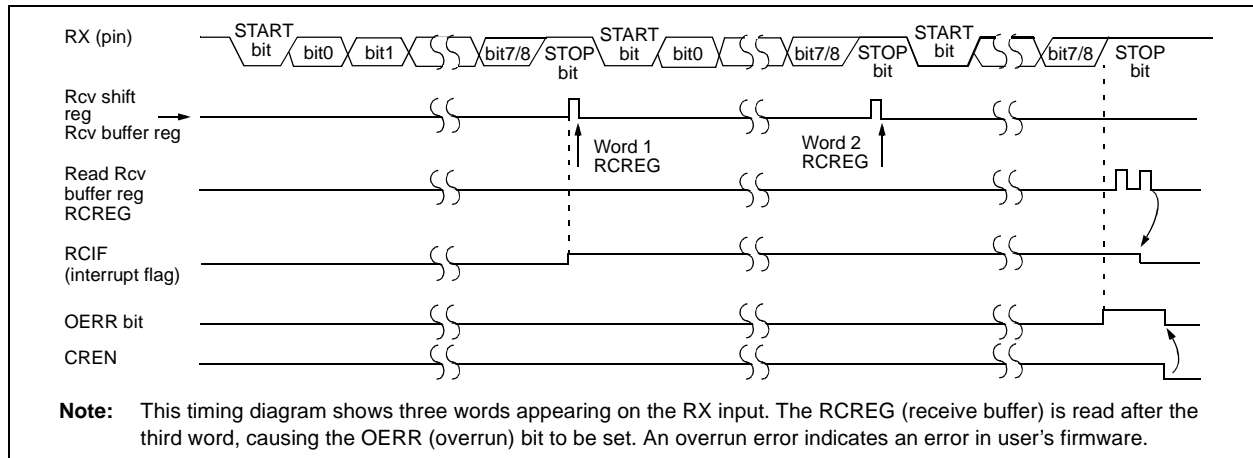 RX (pin)
START
bit
bit0
bit1
bit7/8
STOP
bit
START
bit
bit0
bit7/8
STOP
bit
START
bit
bit7/8
STOP
bit
Rcv shift
reg
Rcv buffer reg
Word 1
RCREG
Word 2
RCREG
Read Rcv
buffer reg
RCREG
RCIF
(interrupt flag)
OERR bit
CREN
Note: This timing diagram shows three words appearing on the RX input. The RCREG (receive buffer) is read after the
third word, causing the OERR (overrun) bit to be set. An overrun error indicates an error in user's firmware.